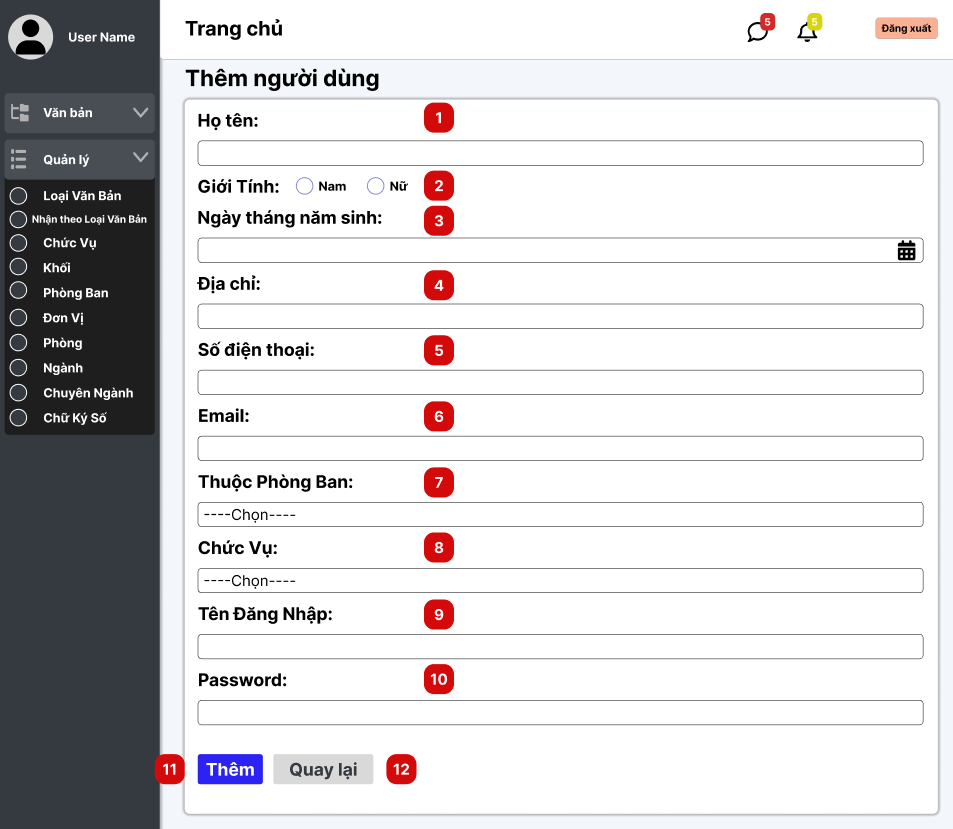 User Name
Văn bản
Quản lý
Loại Văn Bản
Nhận theo Loại Văn Bản
Chức Vụ
Khối
Phòng Ban
Đơn Vị
Phòng
Ngành
Chuyên Ngành
Chữ Ký Số
Trang chủ
5
5
Đăng xuất
Thêm người dùng
Họ tên: 1
Giới Tính: Nam Nữ 2
Ngày tháng năm sinh: 3
Địa chỉ: 4
Số điện thoại: 5
Email: 6
Thuộc Phòng Ban: 7
----Chọn----
Chức Vụ: 8
----Chọn----
Tên Đăng Nhập: 9
Password: 10
11 Thêm Quay lại 12